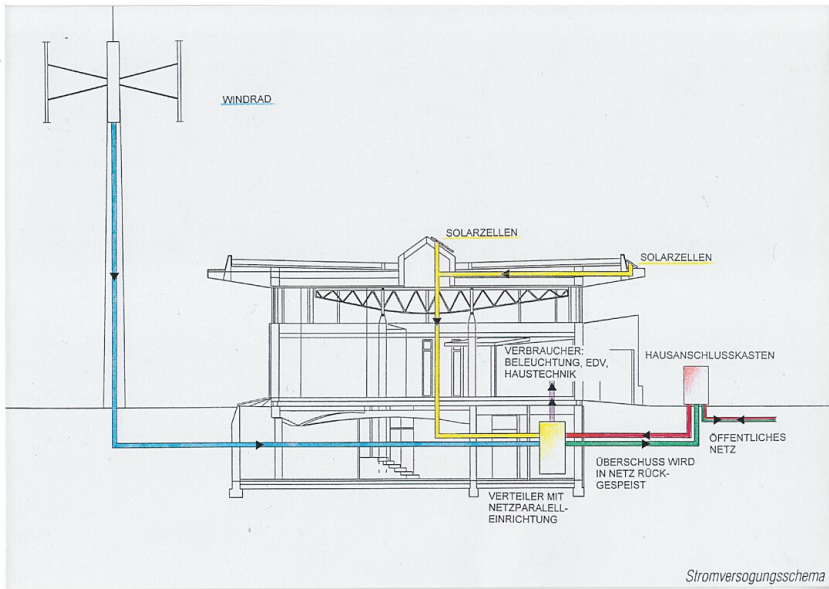 WINDRAD
SOLARZELLEN
SOLARZELLEN
VERBRAUCHER:
BELEUCHTUNG, EDV,
HAUSTECHNIK
HAUSANSCHLUSSKASTEN
ÖFFENTLICHES
NETZ
ÜBERSCHUSS WIRD
IN NETZ RÜCK-
GESPEIST
VERTEILER MIT
NETZPARALELL-
EINRICHTUNG
Stromversogungsschema